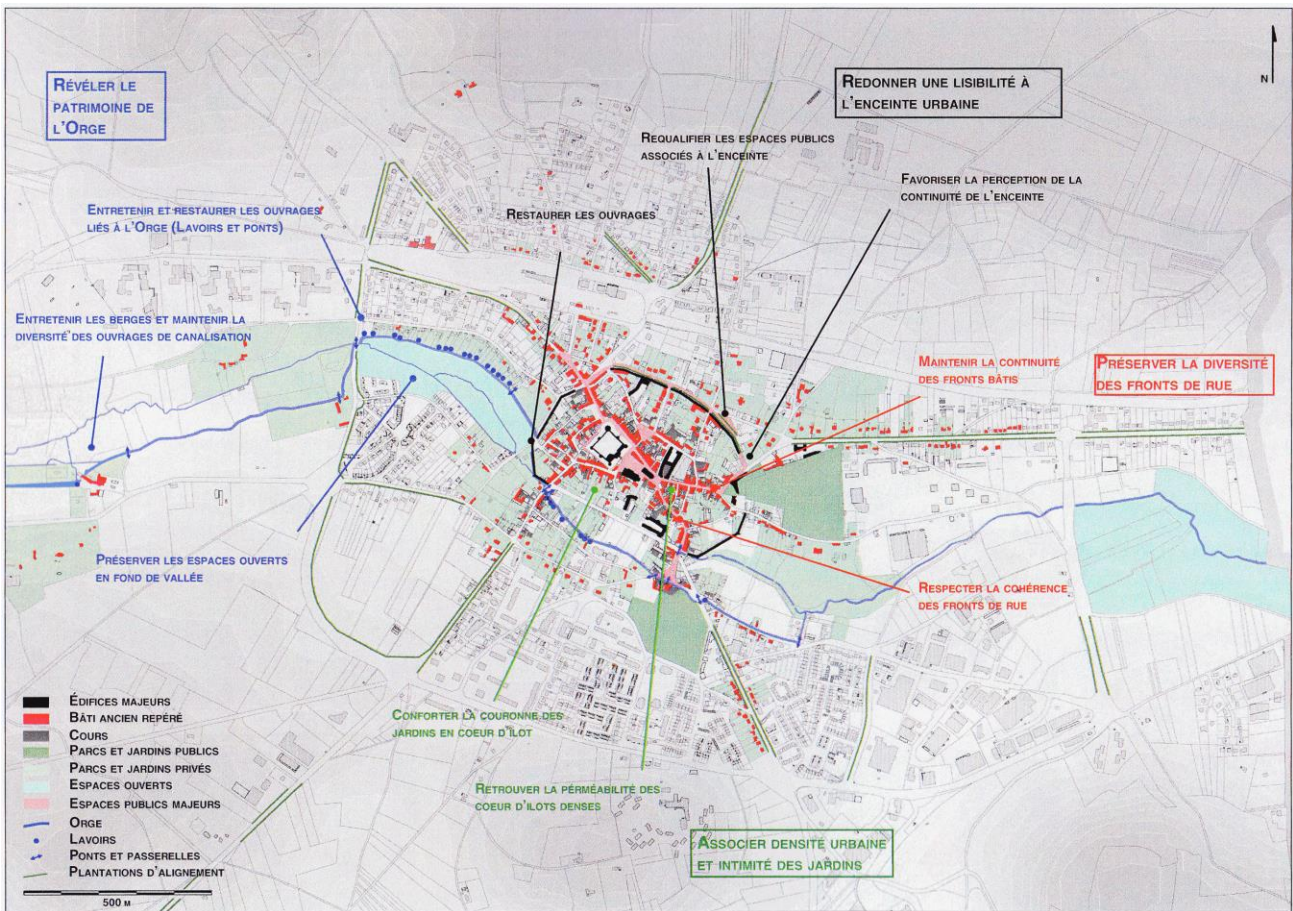 RÉVÉLER LE
PATRIMOINE DE
L'ORGE
REDONNER UNE LISIBILITÉ À
L'ENCEINTE URBAINE
N
REQUALIFIER LES ESPACES PUBLICS
ASSOCIÉS À L'ENCEINTE
FAVORISER LA PERCEPTION DE LA
CONTINUITÉ DE L'ENCEINTE
ENTRETENIR ET RESTAURER LES OUVRAGES
LIÉS À L'ORGE (LAVOIRS ET PONTS)
RESTAURER LES OUVRAGES
ENTRETENIR LES BERGES ET MAINTENIR LA
DIVERSITÉ DES OUVRAGES DE CANALISATION
MAINTENIR LA CONTINUITÉ
DES FRONTS BÂTIS
PRÉSERVER LA DIVERSITÉ
DES FRONTS DE RUE
PRÉSERVER LES ESPACES OUVERTS
EN FOND DE VALLÉE
RESPECTER LA COHÉRENCE
DES FRONTS DE RUE
CONFORTER LA COURONNE DES
JARDINS EN COEUR D'ILOT
RETROUVER LA PÉRMÉABILITÉ DES
COEUR D'ILOTS DENSES
ASSOCIER DENSITÉ URBAINE
ET INTIMITÉ DES JARDINS
ÉDIFICES MAJEURS
BÂTI ANCIEN REPÉRÉ
COURS
PARCS ET JARDINS PUBLICS
PARCS ET JARDINS PRIVÉS
ESPACES OUVERTS
ESPACES PUBLICS MAJEURS
ORGE
LAVOIRS
PONTS ET PASSERELLES
PLANTATIONS D'ALIGNEMENT
500 M